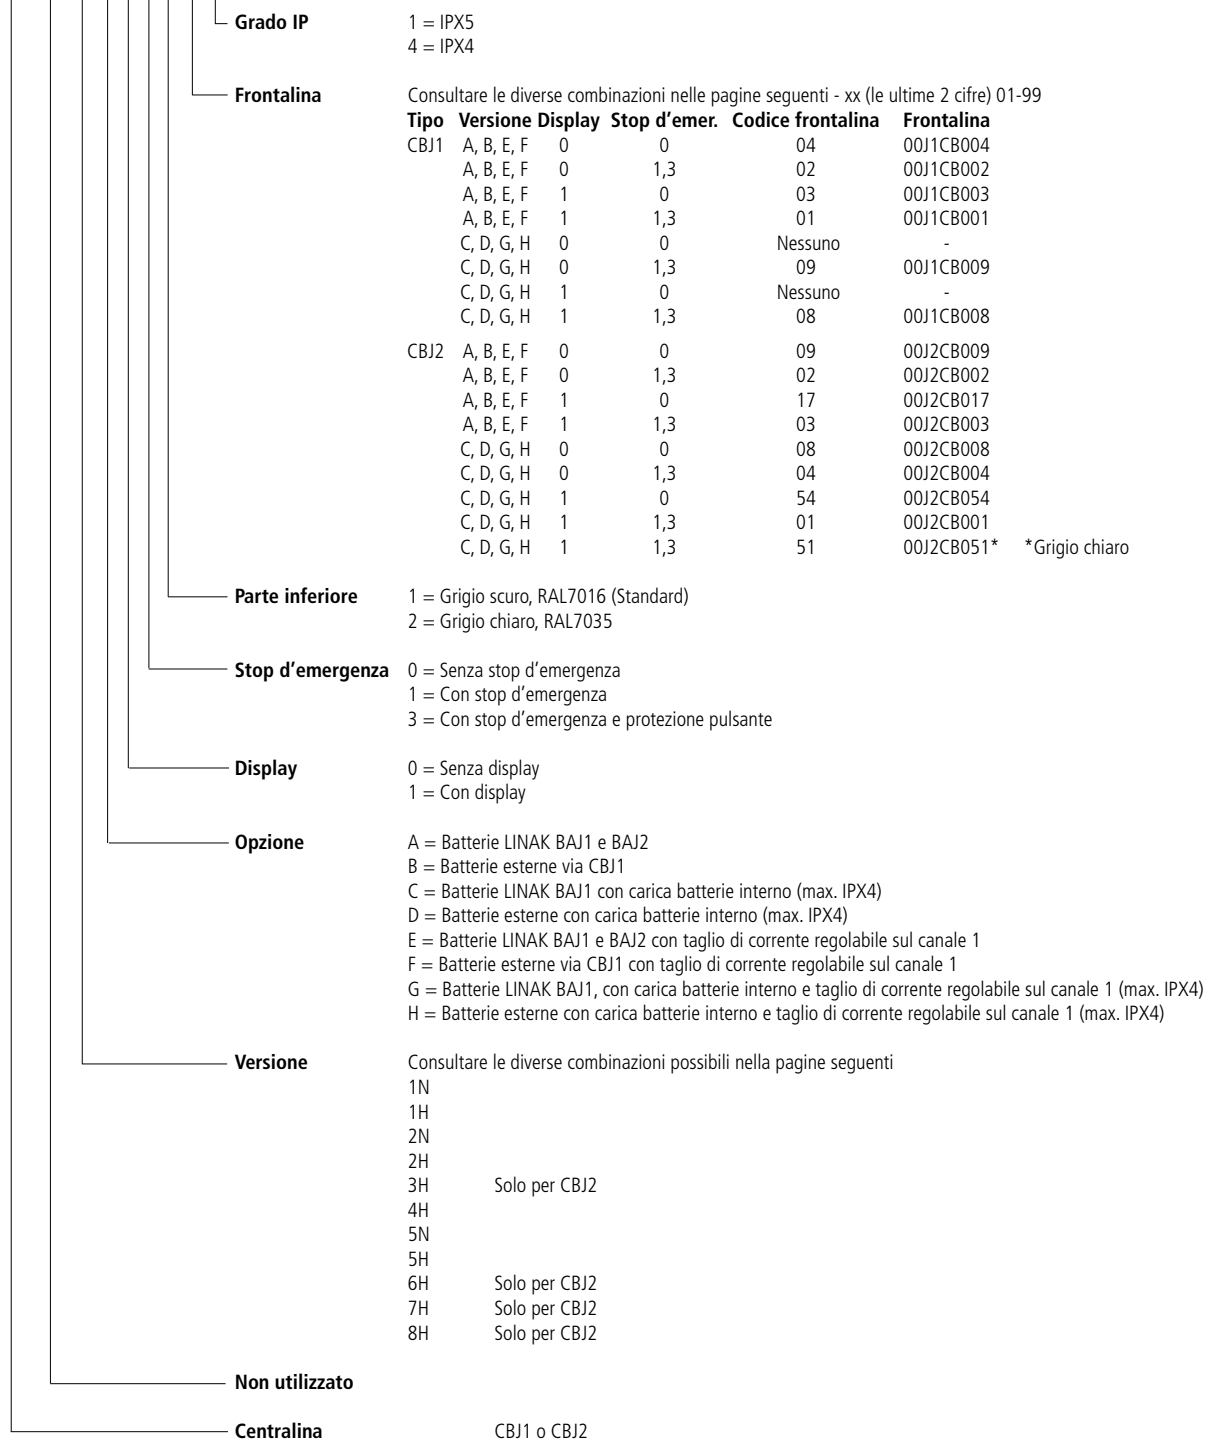 Grado IP 1 = IPX5
4 = IPX4
Frontalina Consultare le diverse combinazioni nelle pagine seguenti - xx (le ultime 2 cifre) 01-99
Tipo Versione Display Stop d'emer. Codice frontalina Frontalina
CBJ1 A, B, E, F 0 0 04 00J1CB004
A, B, E, F 0 1,3 02 00J1CB002
A, B, E, F 1 0 03 00J1CB003
A, B, E, F 1 1,3 01 00J1CB001
C, D, G, H 0 0 Nessuno -
C, D, G, H 0 1,3 09 00J1CB009
C, D, G, H 1 0 Nessuno -
C, D, G, H 1 1,3 08 00J1CB008
CBJ2 A, B, E, F 0 0 09 00J2CB009
A, B, E, F 0 1,3 02 00J2CB002
A, B, E, F 1 0 17 00J2CB017
A, B, E, F 1 1,3 03 00J2CB003
C, D, G, H 0 0 08 00J2CB008
C, D, G, H 0 1,3 04 00J2CB004
C, D, G, H 1 0 54 00J2CB054
C, D, G, H 1 1,3 01 00J2CB001
C, D, G, H 1 1,3 51 00J2CB051* *Grigio chiaro
Parte inferiore 1 = Grigio scuro, RAL7016 (Standard)
2 = Grigio chiaro, RAL7035
Stop d'emergenza 0 = Senza stop d'emergenza
1 = Con stop d'emergenza
3 = Con stop d'emergenza e protezione pulsante
Display 0 = Senza display
1 = Con display
Opzione A = Batterie LINAK BAJ1 e BAJ2
B = Batterie esterne via CBJ1
C = Batterie LINAK BAJ1 con carica batterie interno (max. IPX4)
D = Batterie esterne con carica batterie interno (max. IPX4)
E = Batterie LINAK BAJ1 e BAJ2 con taglio di corrente regolabile sul canale 1
F = Batterie esterne via CBJ1 con taglio di corrente regolabile sul canale 1
G = Batterie LINAK BAJ1, con carica batterie interno e taglio di corrente regolabile sul canale 1 (max. IPX4)
H = Batterie esterne con carica batterie interno e taglio di corrente regolabile sul canale 1 (max. IPX4)
Versione Consultare le diverse combinazioni possibili nella pagine seguenti
1N
1H
2N
2H
3H Solo per CBJ2
4H
5N
5H
6H Solo per CBJ2
7H Solo per CBJ2
8H Solo per CBJ2
Non utilizzato
Centralina CBJ1 o CBJ2